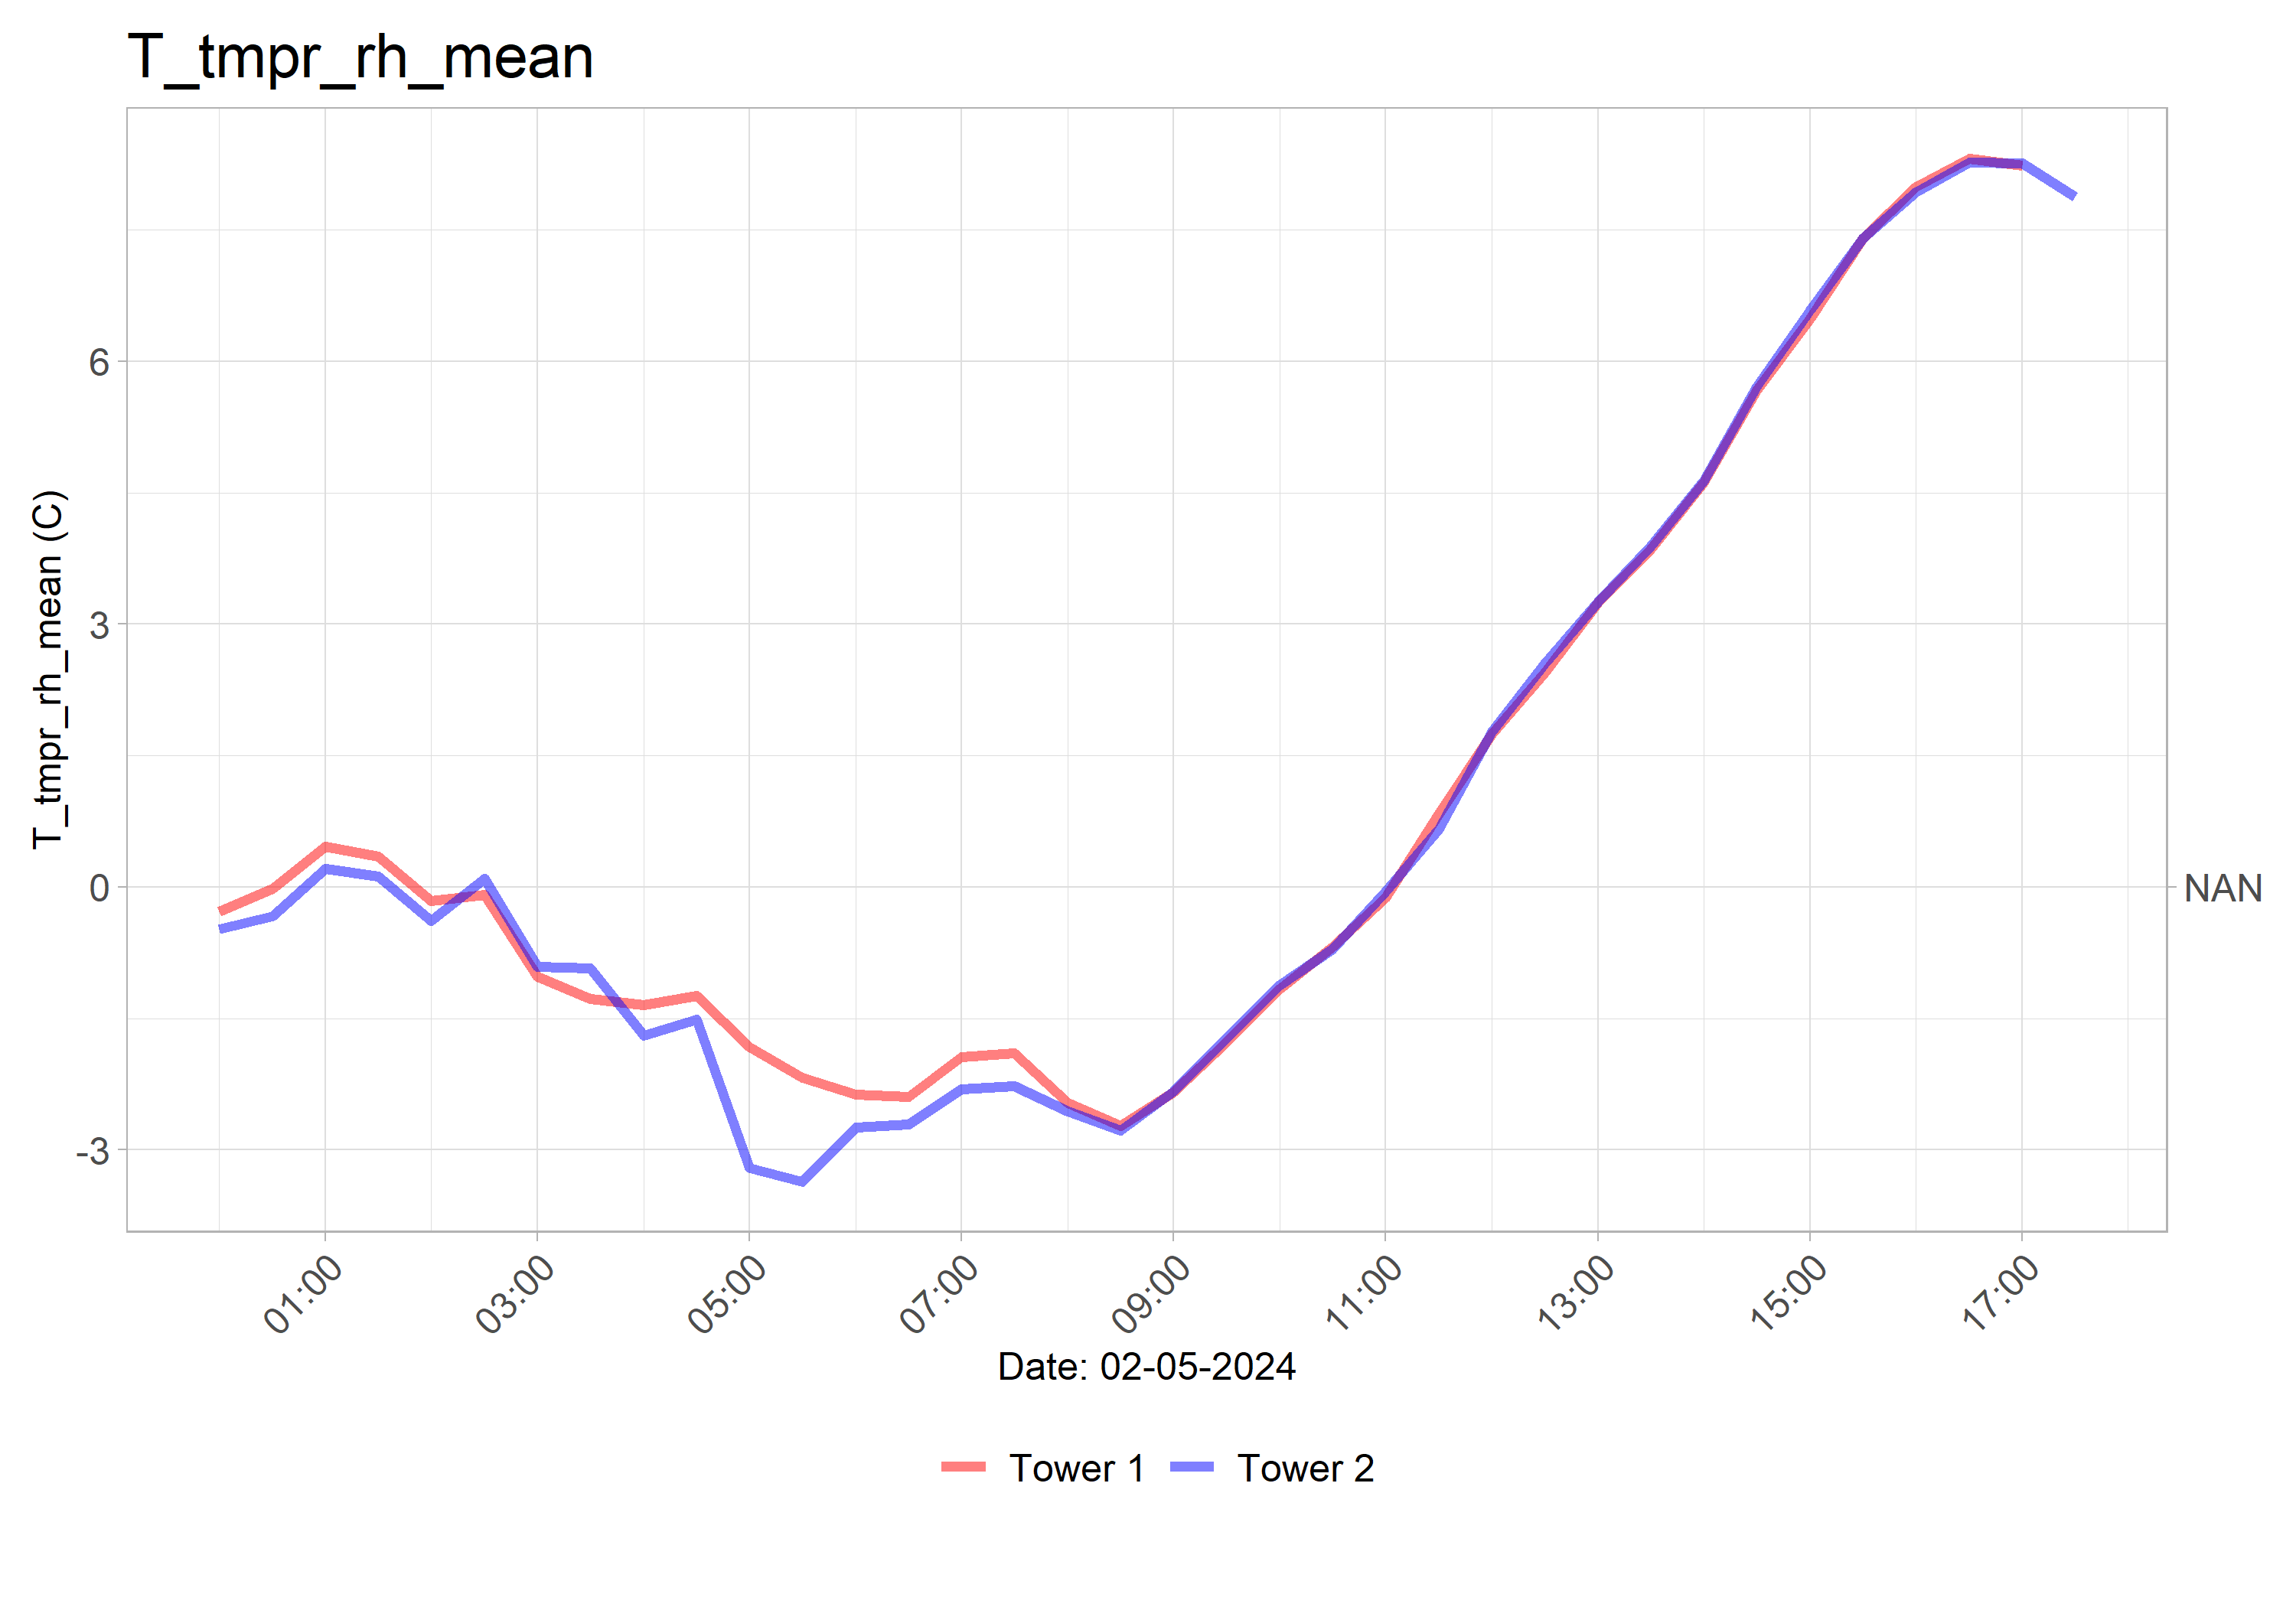 T_tmpr_rh_mean
T_tmpr_rh_mean (C)
6
3
0
-3
NAN
01:00
03:00
05:00
07:00
09:00
11:00
13:00
15:00
17:00
Date: 02-05-2024
Tower 1
Tower 2